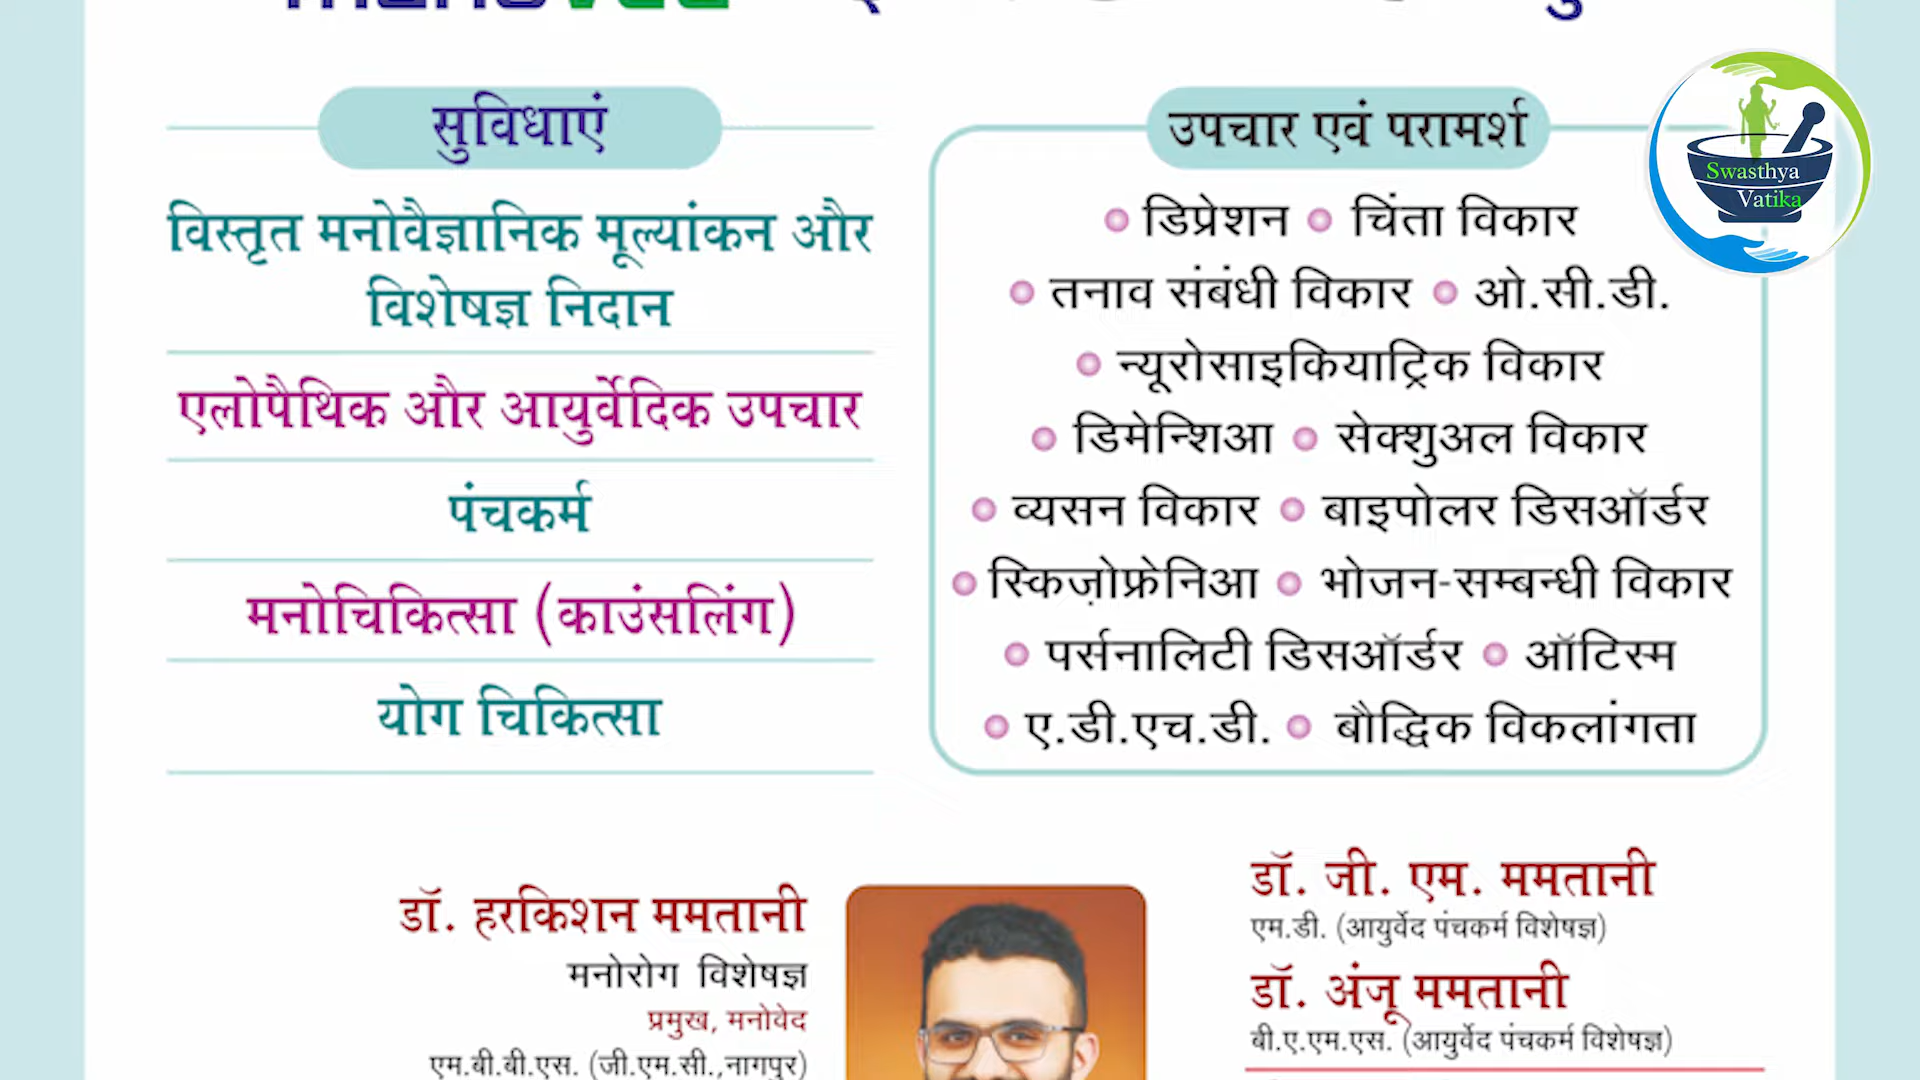 सुविधाएं
विस्तृत मनोवैज्ञानिक मूल्यांकन और
विशेषज्ञ निदान
एलोपैथिक और आयुर्वेदिक उपचार
पंचकर्म
मनोचिकित्सा (काउंसलिंग)
योग चिकित्सा
उपचार एवं परामर्श
डिप्रेशन चिंता विकार
तनाव संबंधी विकार ओ.सी.डी.
न्यूरोसाइकियाट्रिक विकार
डिमेन्शिआ सेक्शुअल विकार
व्यसन विकार बाइपोलर डिसऑर्डर
स्किज़ोफ्रेनिआ भोजन-सम्बन्धी विकार
पर्सनालिटी डिसऑर्डर ऑटिस्म
ए.डी.एच.डी. बौद्धिक विकलांगता
Swasthya
Vatika
डॉ. हरकिशन ममतानी
मनोरोग विशेषज्ञ
प्रमुख, मनोवेद
एम.बी.बी.एस. (जी.एम.सी.,नागपुर)
डॉ. जी. एम. ममतानी
एम.डी. (आयुर्वेद पंचकर्म विशेषज्ञ)
डॉ. अंजू ममतानी
बी.ए.एम.एस. (आयुर्वेद पंचकर्म विशेषज्ञ)